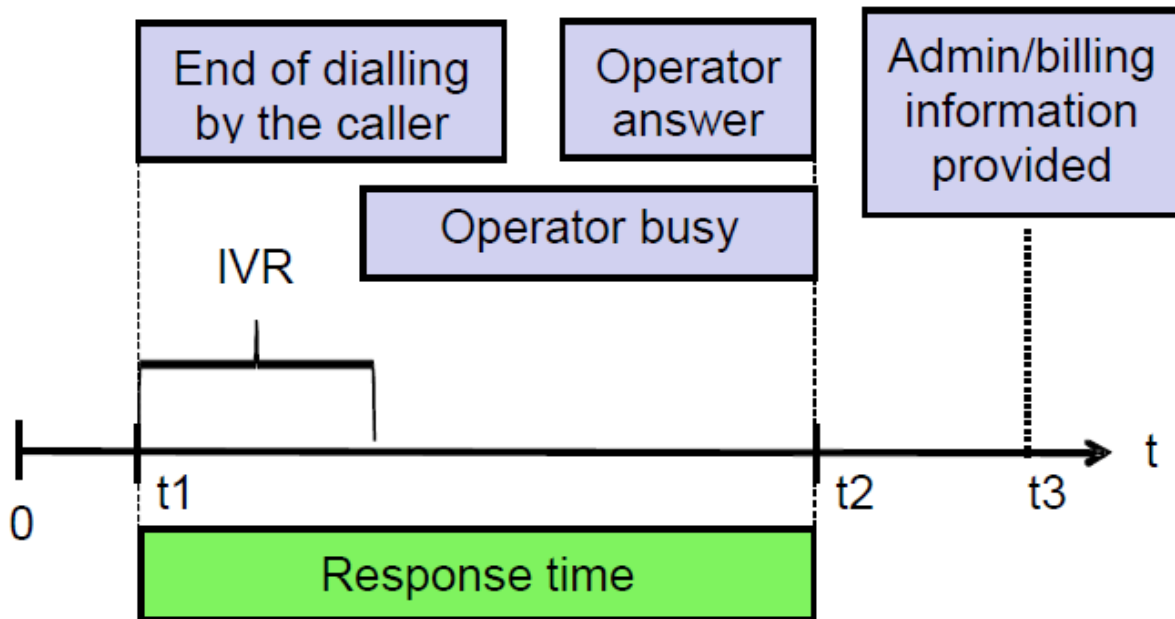 End of dialling
by the caller
Operator
answer
Admin/billing
information
provided
Operator busy
IVR
t
0
t1
t2
t3
Response time